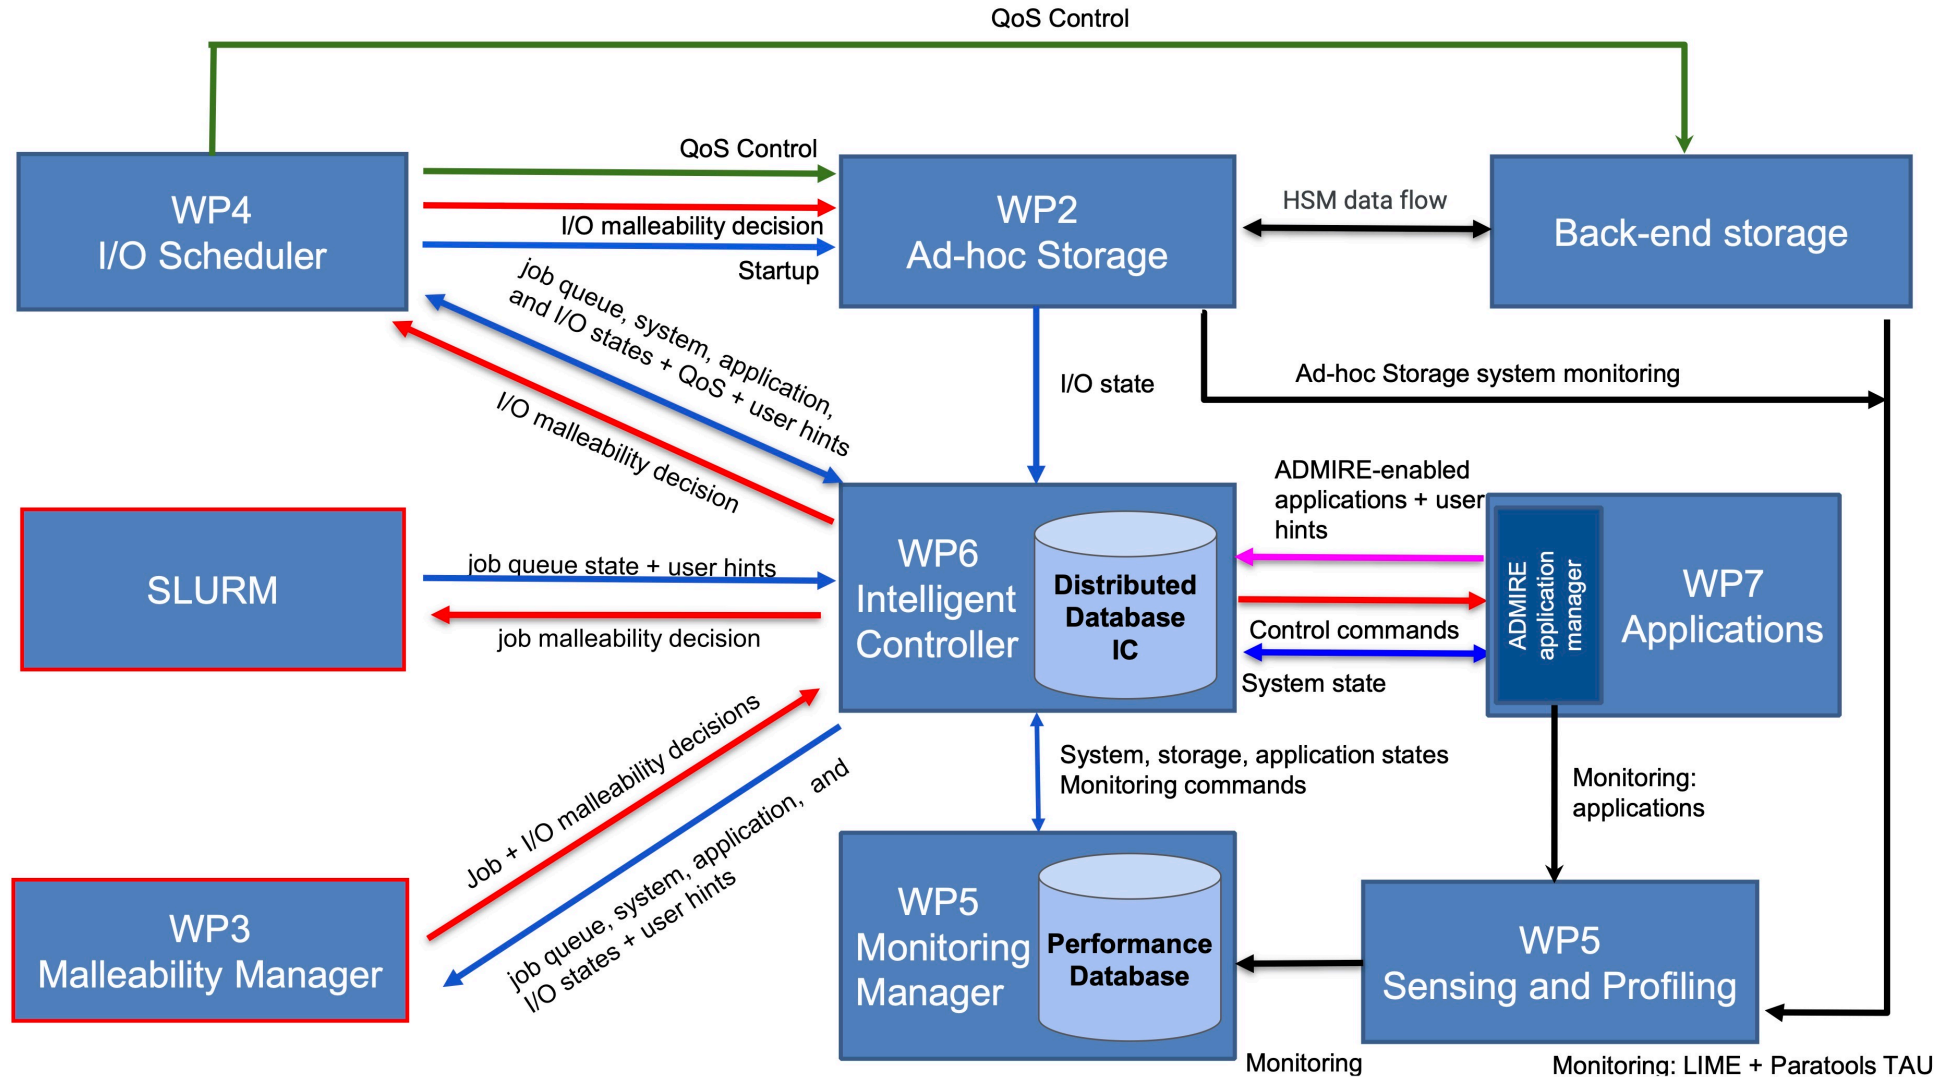 QoS Control
QoS Control
WP4
I/O Scheduler
I/O malleability decision
Startup
WP2
Ad-hoc Storage
HSM data flow
Back-end storage
job queue, system, application,
and I/O states + QoS + user hints
I/O malleability decision
I/O state
Ad-hoc Storage system monitoring
ADMIRE-enabled
applications + user
hints
SLURM
job queue state + user hints
job malleability decision
WP6
Intelligent
Controller
Distributed
Database
IC
Control commands
System state
ADMIRE
application
manager
WP7
Applications
Job + I/O malleability decisions
job queue, system, application, and
I/O states + user hints
System, storage, application states
Monitoring commands
Monitoring:
applications
WP3
Malleability Manager
WP5
Monitoring
Manager
Performance
Database
WP5
Sensing and Profiling
Monitoring
Monitoring: LIME + Paratools TAU